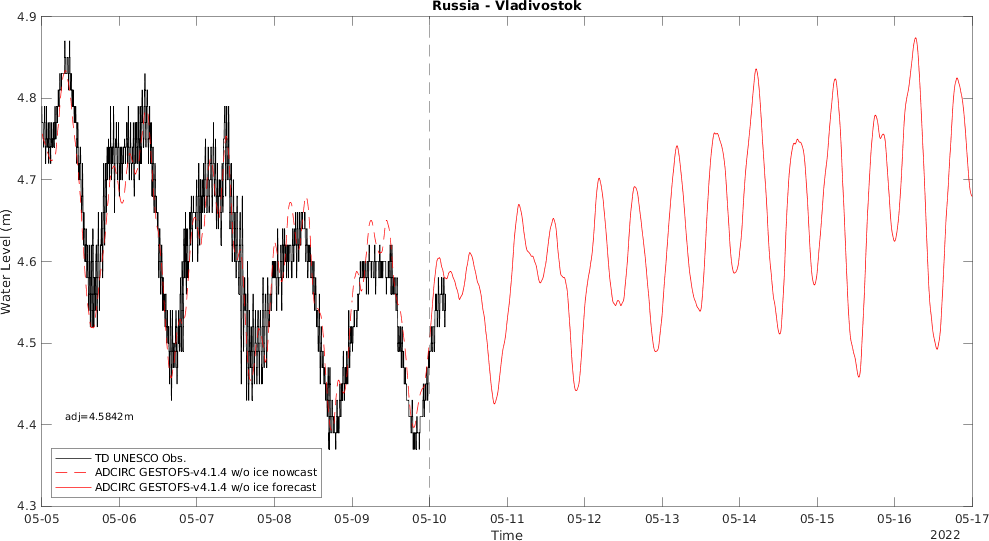 Russia - Vladivostok
Water Level (m)
4.9
4.8
4.7
4.6
4.5
4.4
4.3
adj=4.5842m
TD UNESCO Obs.
ADCIRC GESTOFS-v4.1.4 w/o ice nowcast
ADCIRC GESTOFS-v4.1.4 w/o ice forecast
05-05 05-06 05-07 05-08 05-09 05-10 05-11 05-12 05-13 05-14 05-15 05-16 05-17
Time
2022